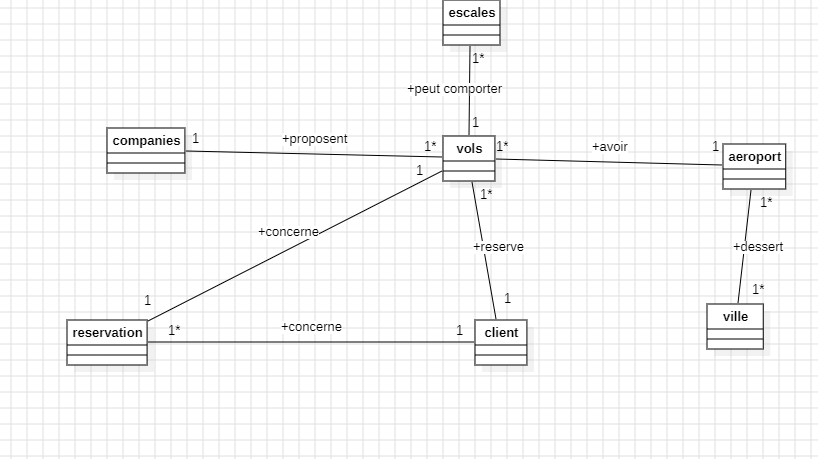 escales
1*
+peut comporter
1
companies
1
+proposent
1*
vols
1*
+avoir
1
aeroport
1
1*
1*
+concerne
+reserve
+dessert
1
1
1*
reservation
1*
+concerne
1
client
ville